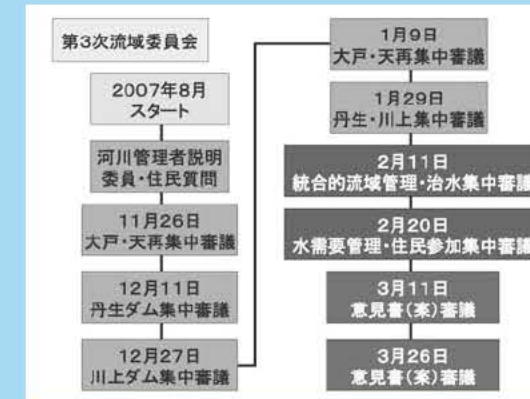 第3次流域委員会
2007年8月
スタート
河川管理者説明
委員・住民質問
11月26日
大戸・天再集中審議
12月11日
丹生ダム集中審議
12月27日
川上ダム集中審議
1月9日
大戸・天再集中審議
1月29日
丹生・川上集中審議
2月11日
統合的流域管理・治水集中審議
2月20日
水需要管理・住民参加集中審議
3月11日
意見書(案)審議
3月26日
意見書(案)審議